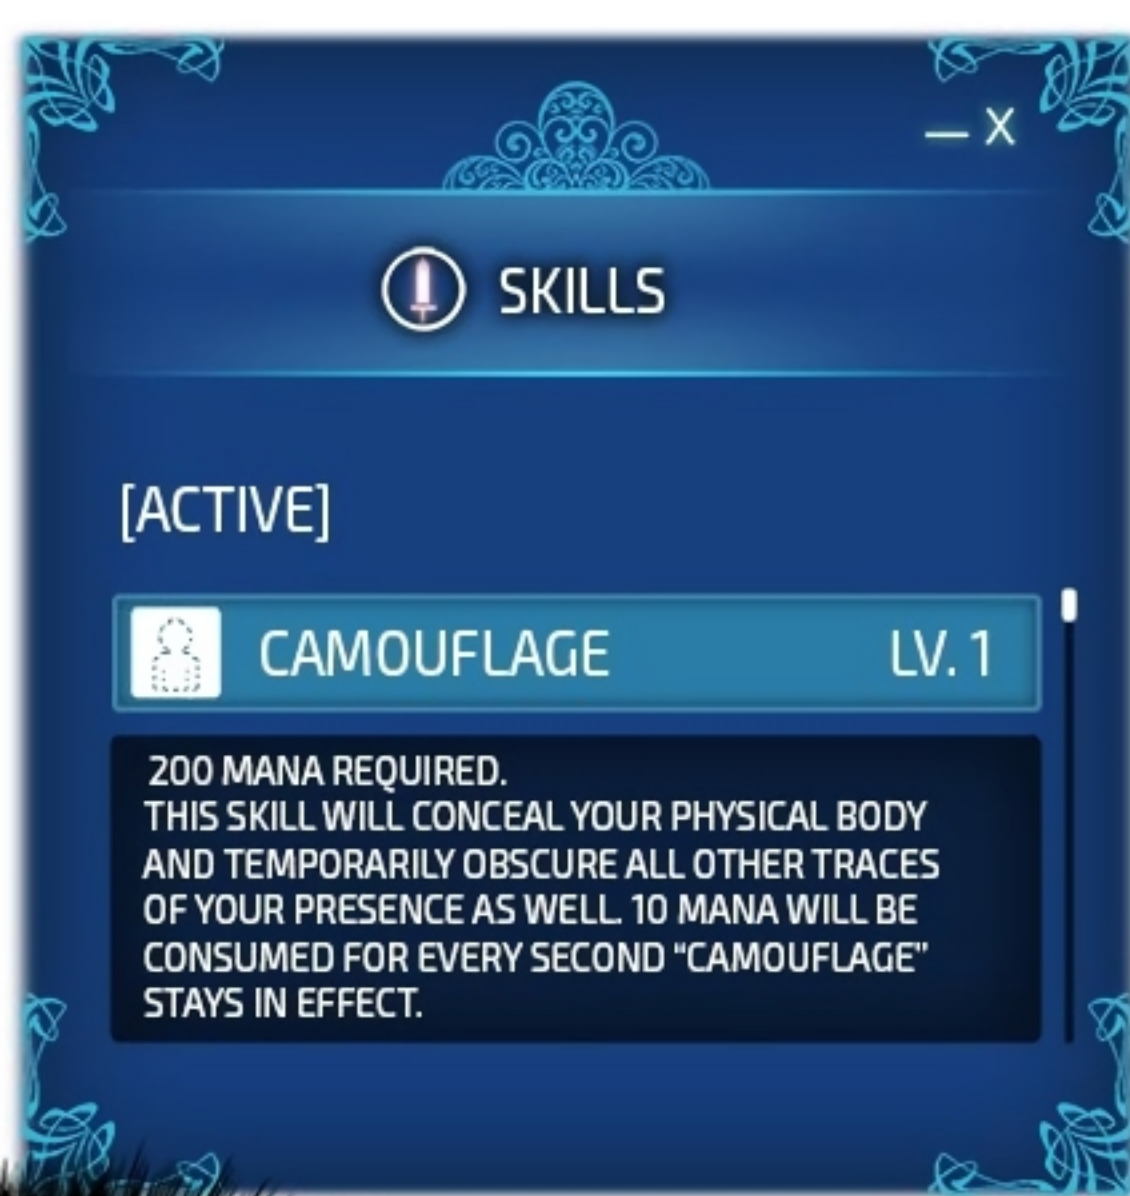 — X
SKILLS
[ACTIVE]
CAMOUFLAGE LV. 1
200 MANA REQUIRED.
THIS SKILL WILL CONCEAL YOUR PHYSICAL BODY
AND TEMPORARILY OBSCURE ALL OTHER TRACES
OF YOUR PRESENCE AS WELL. 10 MANA WILL BE
CONSUMED FOR EVERY SECOND “CAMOUFLAGE”
STAYS IN EFFECT.